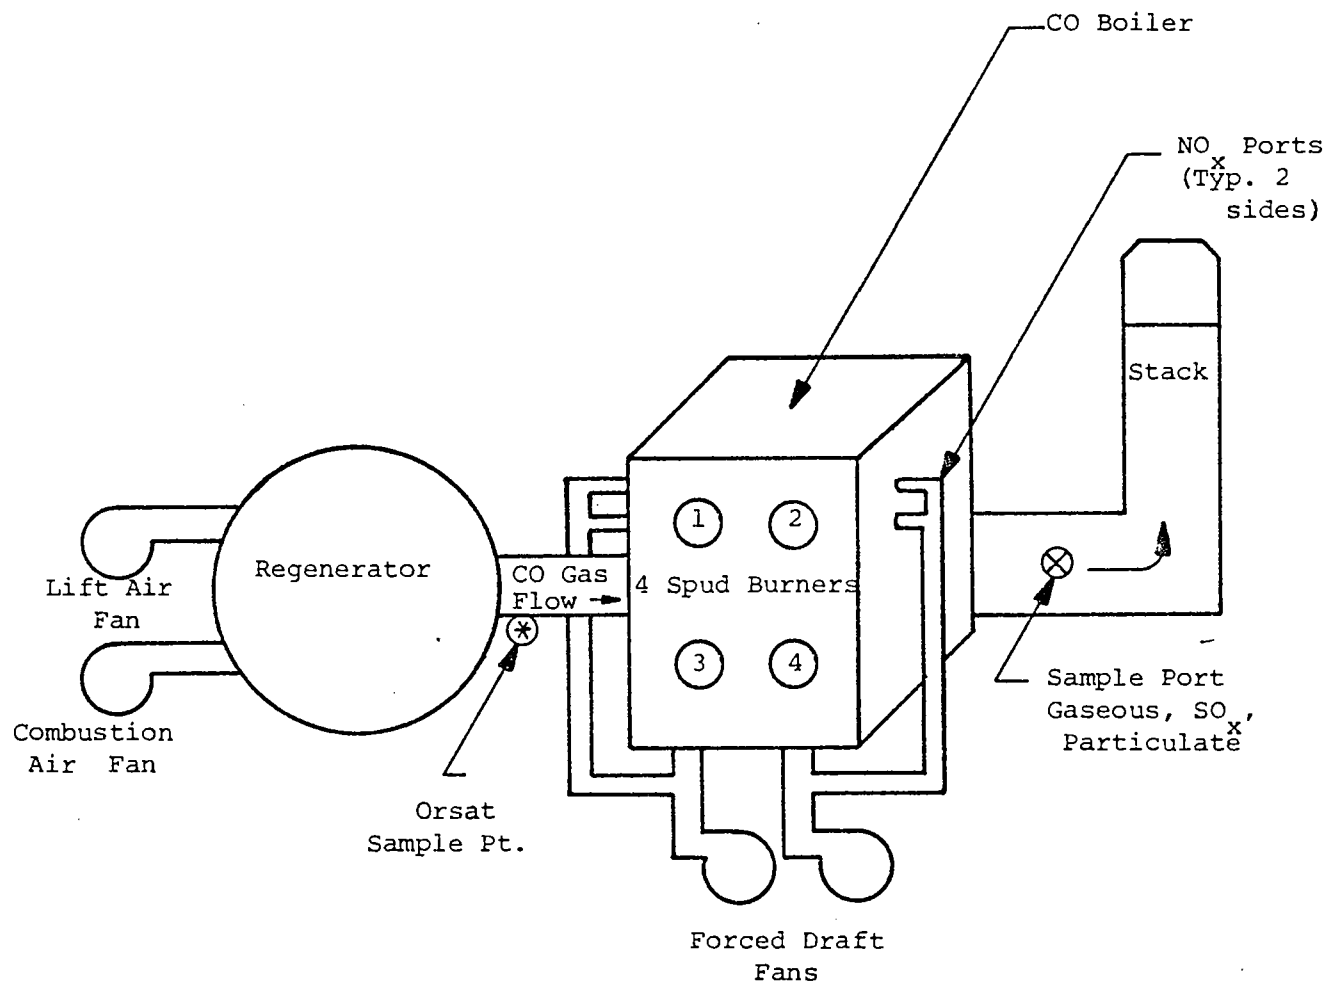 CO Boiler
NOx Ports
(Typ. 2
sides)
Stack
1
2
Regenerator
CO Gas
Flow
4 Spud Burners
Lift Air
Fan
*
3
4
Sample Port
Gaseous, SOx,
Particulate
Combustion
Air Fan
Orsat
Sample Pt.
Forced Draft
Fans